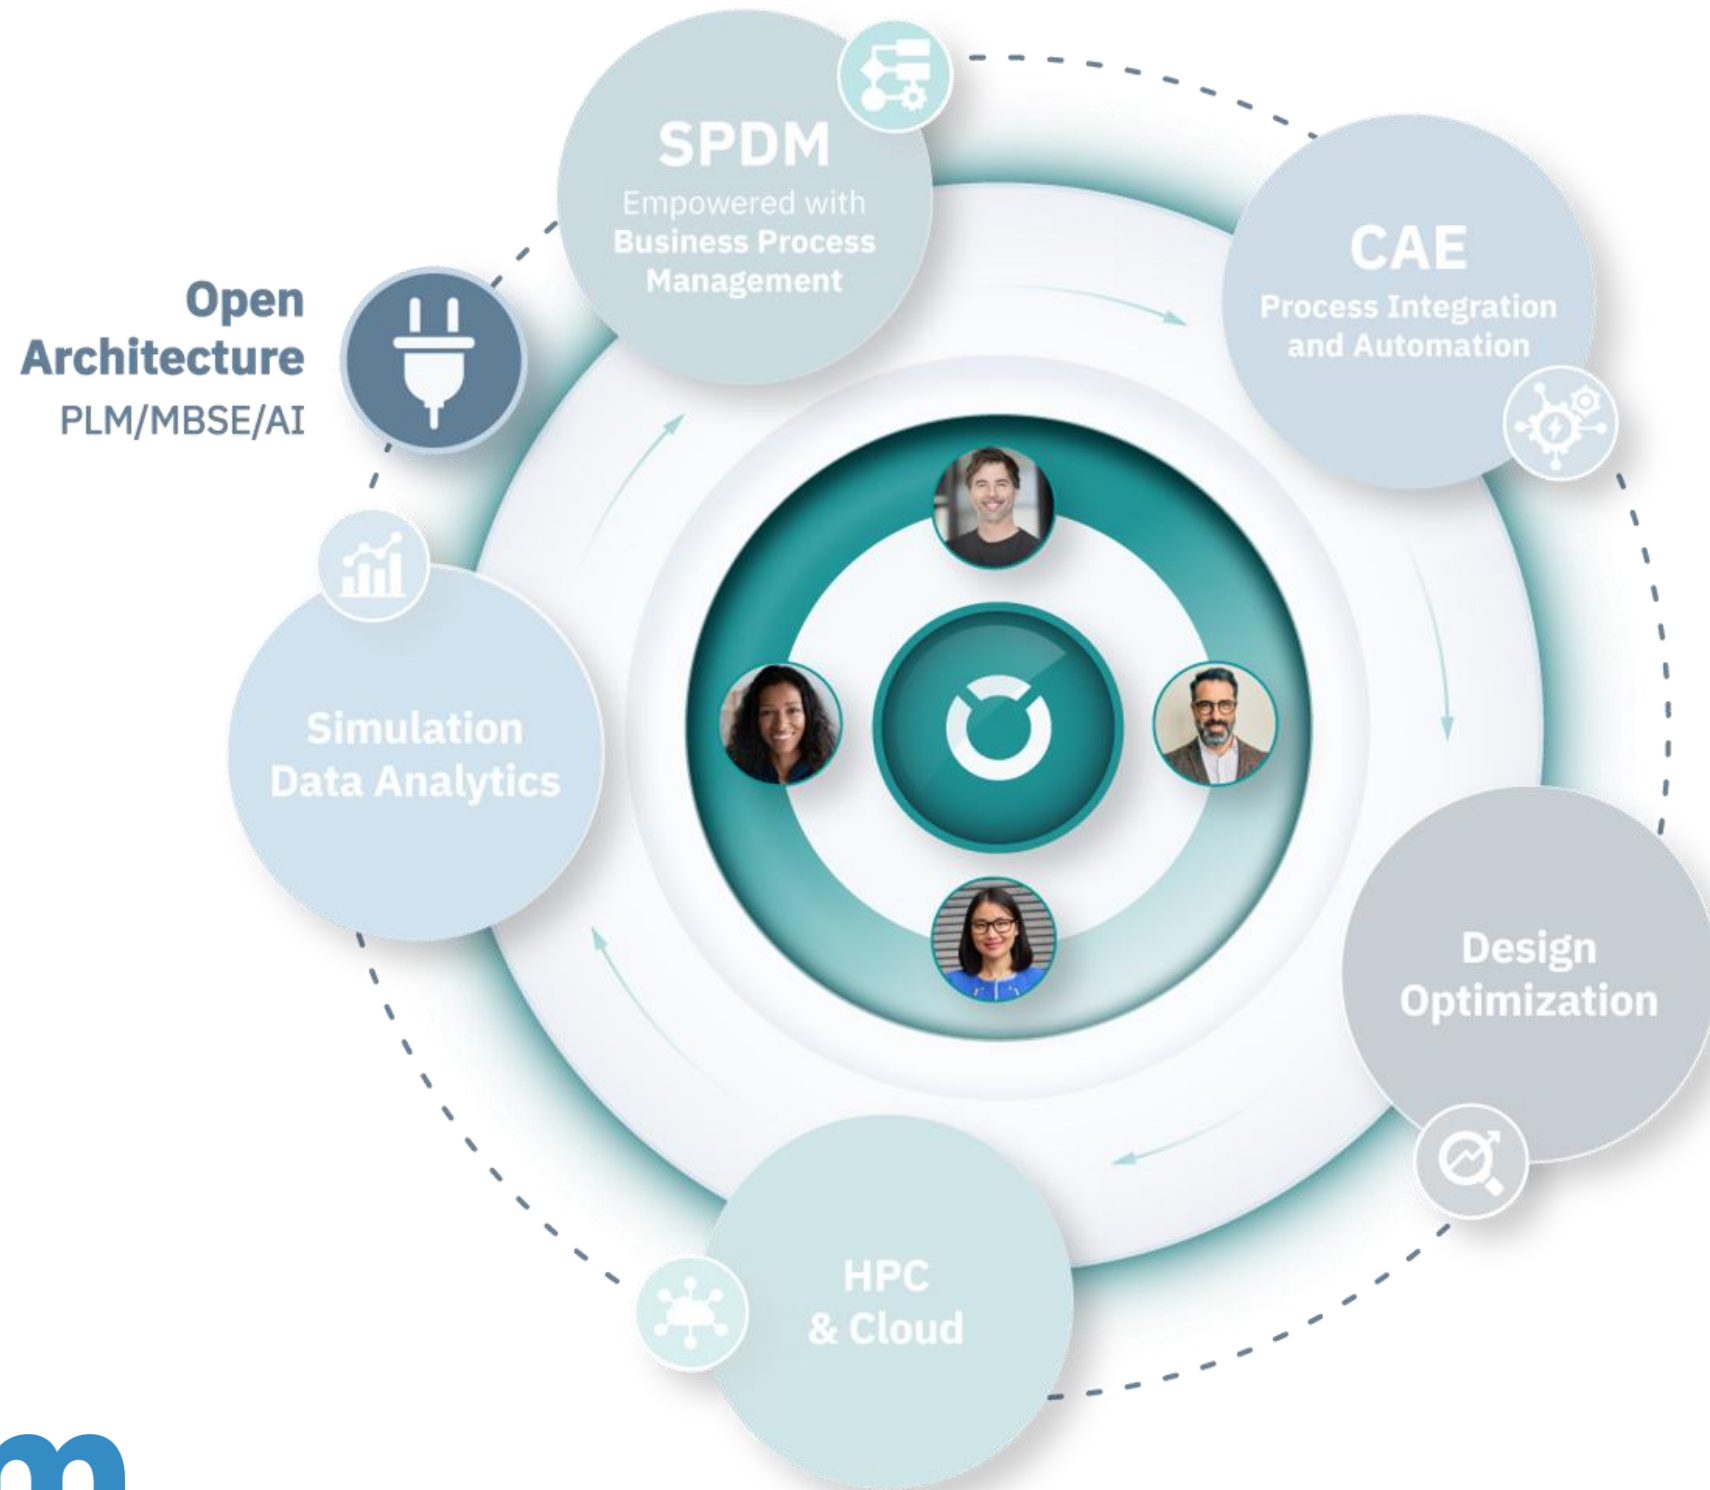 SPDM
Empowered with
Business Process
Management
CAE
Process Integration
and Automation
Open
Architecture
PLM/MBSE/AI
Simulation
Data Analytics
Design
Optimization
HPC
& Cloud
m